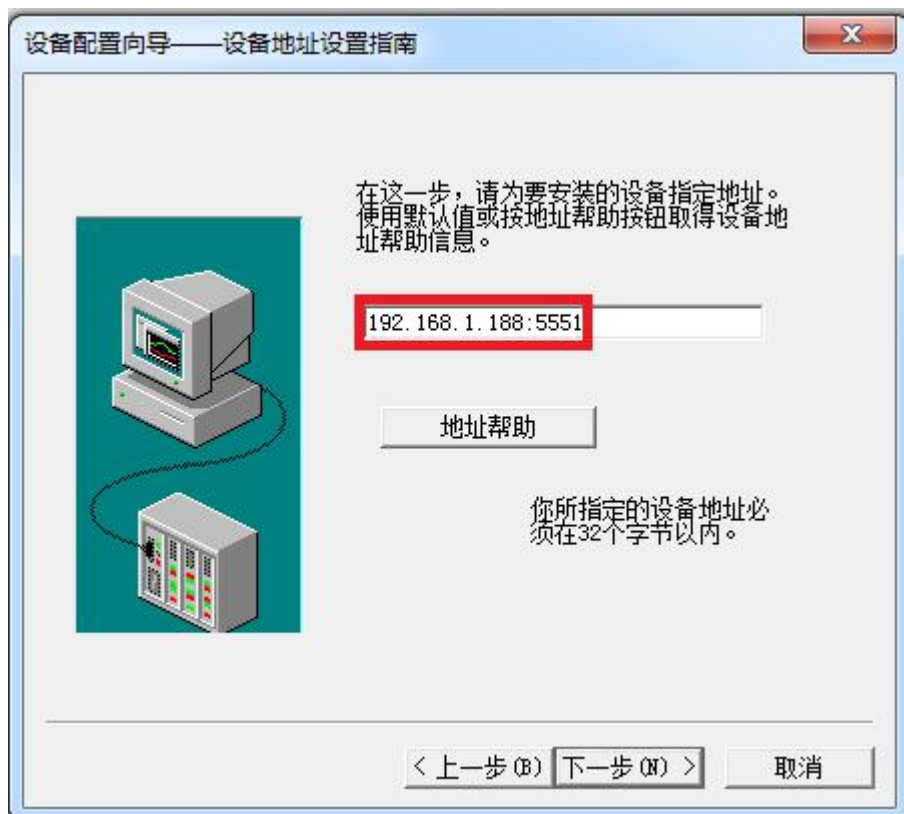 设备配置向导——设备地址设置指南
在这一步，请为要安装的设备指定地址。
使用默认值或按地址帮助按钮取得设备地
址帮助信息。
192.168.1.188:5551
地址帮助
你所指定的设备地址必
须在32个字节以内。
< 上一步(B) 下一步(N) > 取消